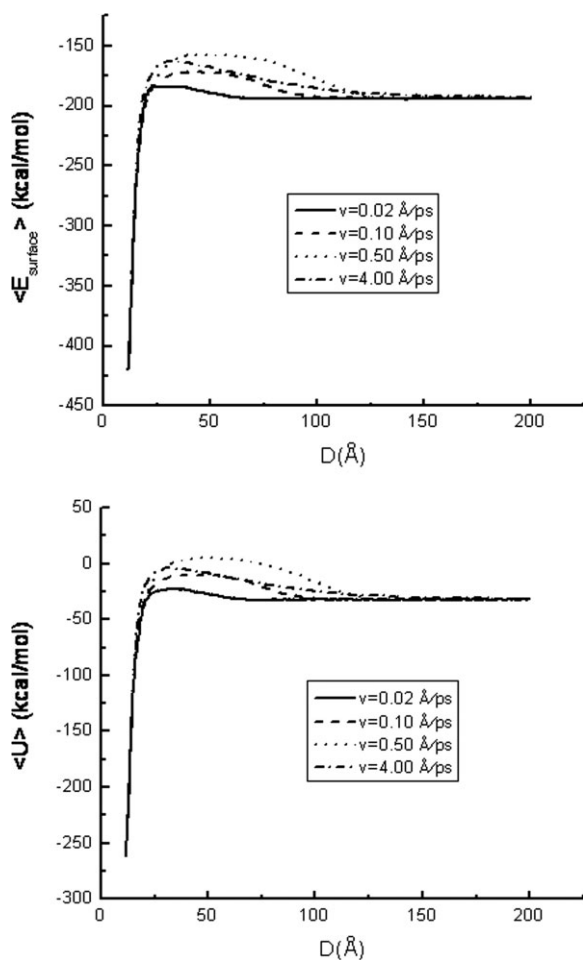 -150
-200
-250
-300
-350
-400
-450
<E surface > (kcal/mol)
v=0.02 Å/ps
v=0.10 Å/ps
v=0.50 Å/ps
v=4.00 Å/ps
0 50 100 150 200
D(Å)
50
0
-50
-100
-150
-200
-250
-300
<U> (kcal/mol)
v=0.02 Å/ps
v=0.10 Å/ps
v=0.50 Å/ps
v=4.00 Å/ps
0 50 100 150 200
D(Å)